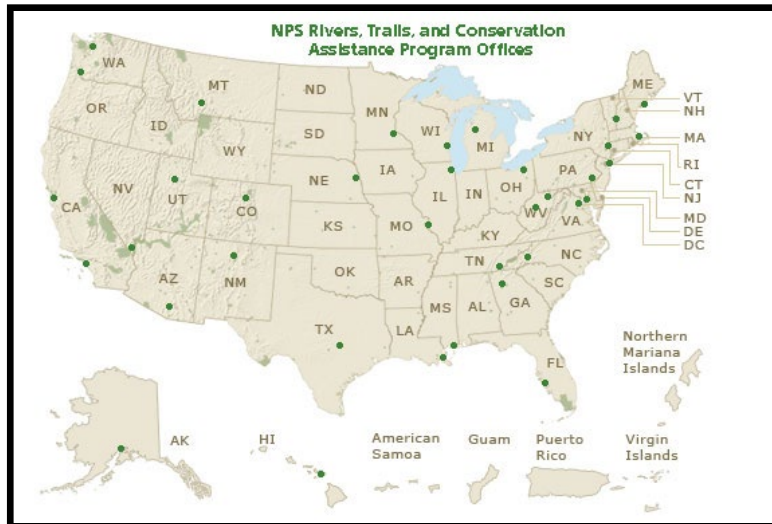 NPS Rivers, Trails, and Conservation
Assistance Program Offices
WA
MT
ND
MN
ME
VT
NH
OR
ID
SD
WI
MI
NY
MA
WY
RI
NV
NE
IA
PA
CT
UT
IL
IN
OH
NJ
CA
CO
WV
MD
KS
MO
VA
DE
KY
DC
AZ
NM
OK
TN
NC
AR
SC
TX
MS
AL
GA
LA
FL
Northern
Mariana
Islands
AK
HI
American
Samoa
Guam
Puerto
Rico
Virgin
Islands